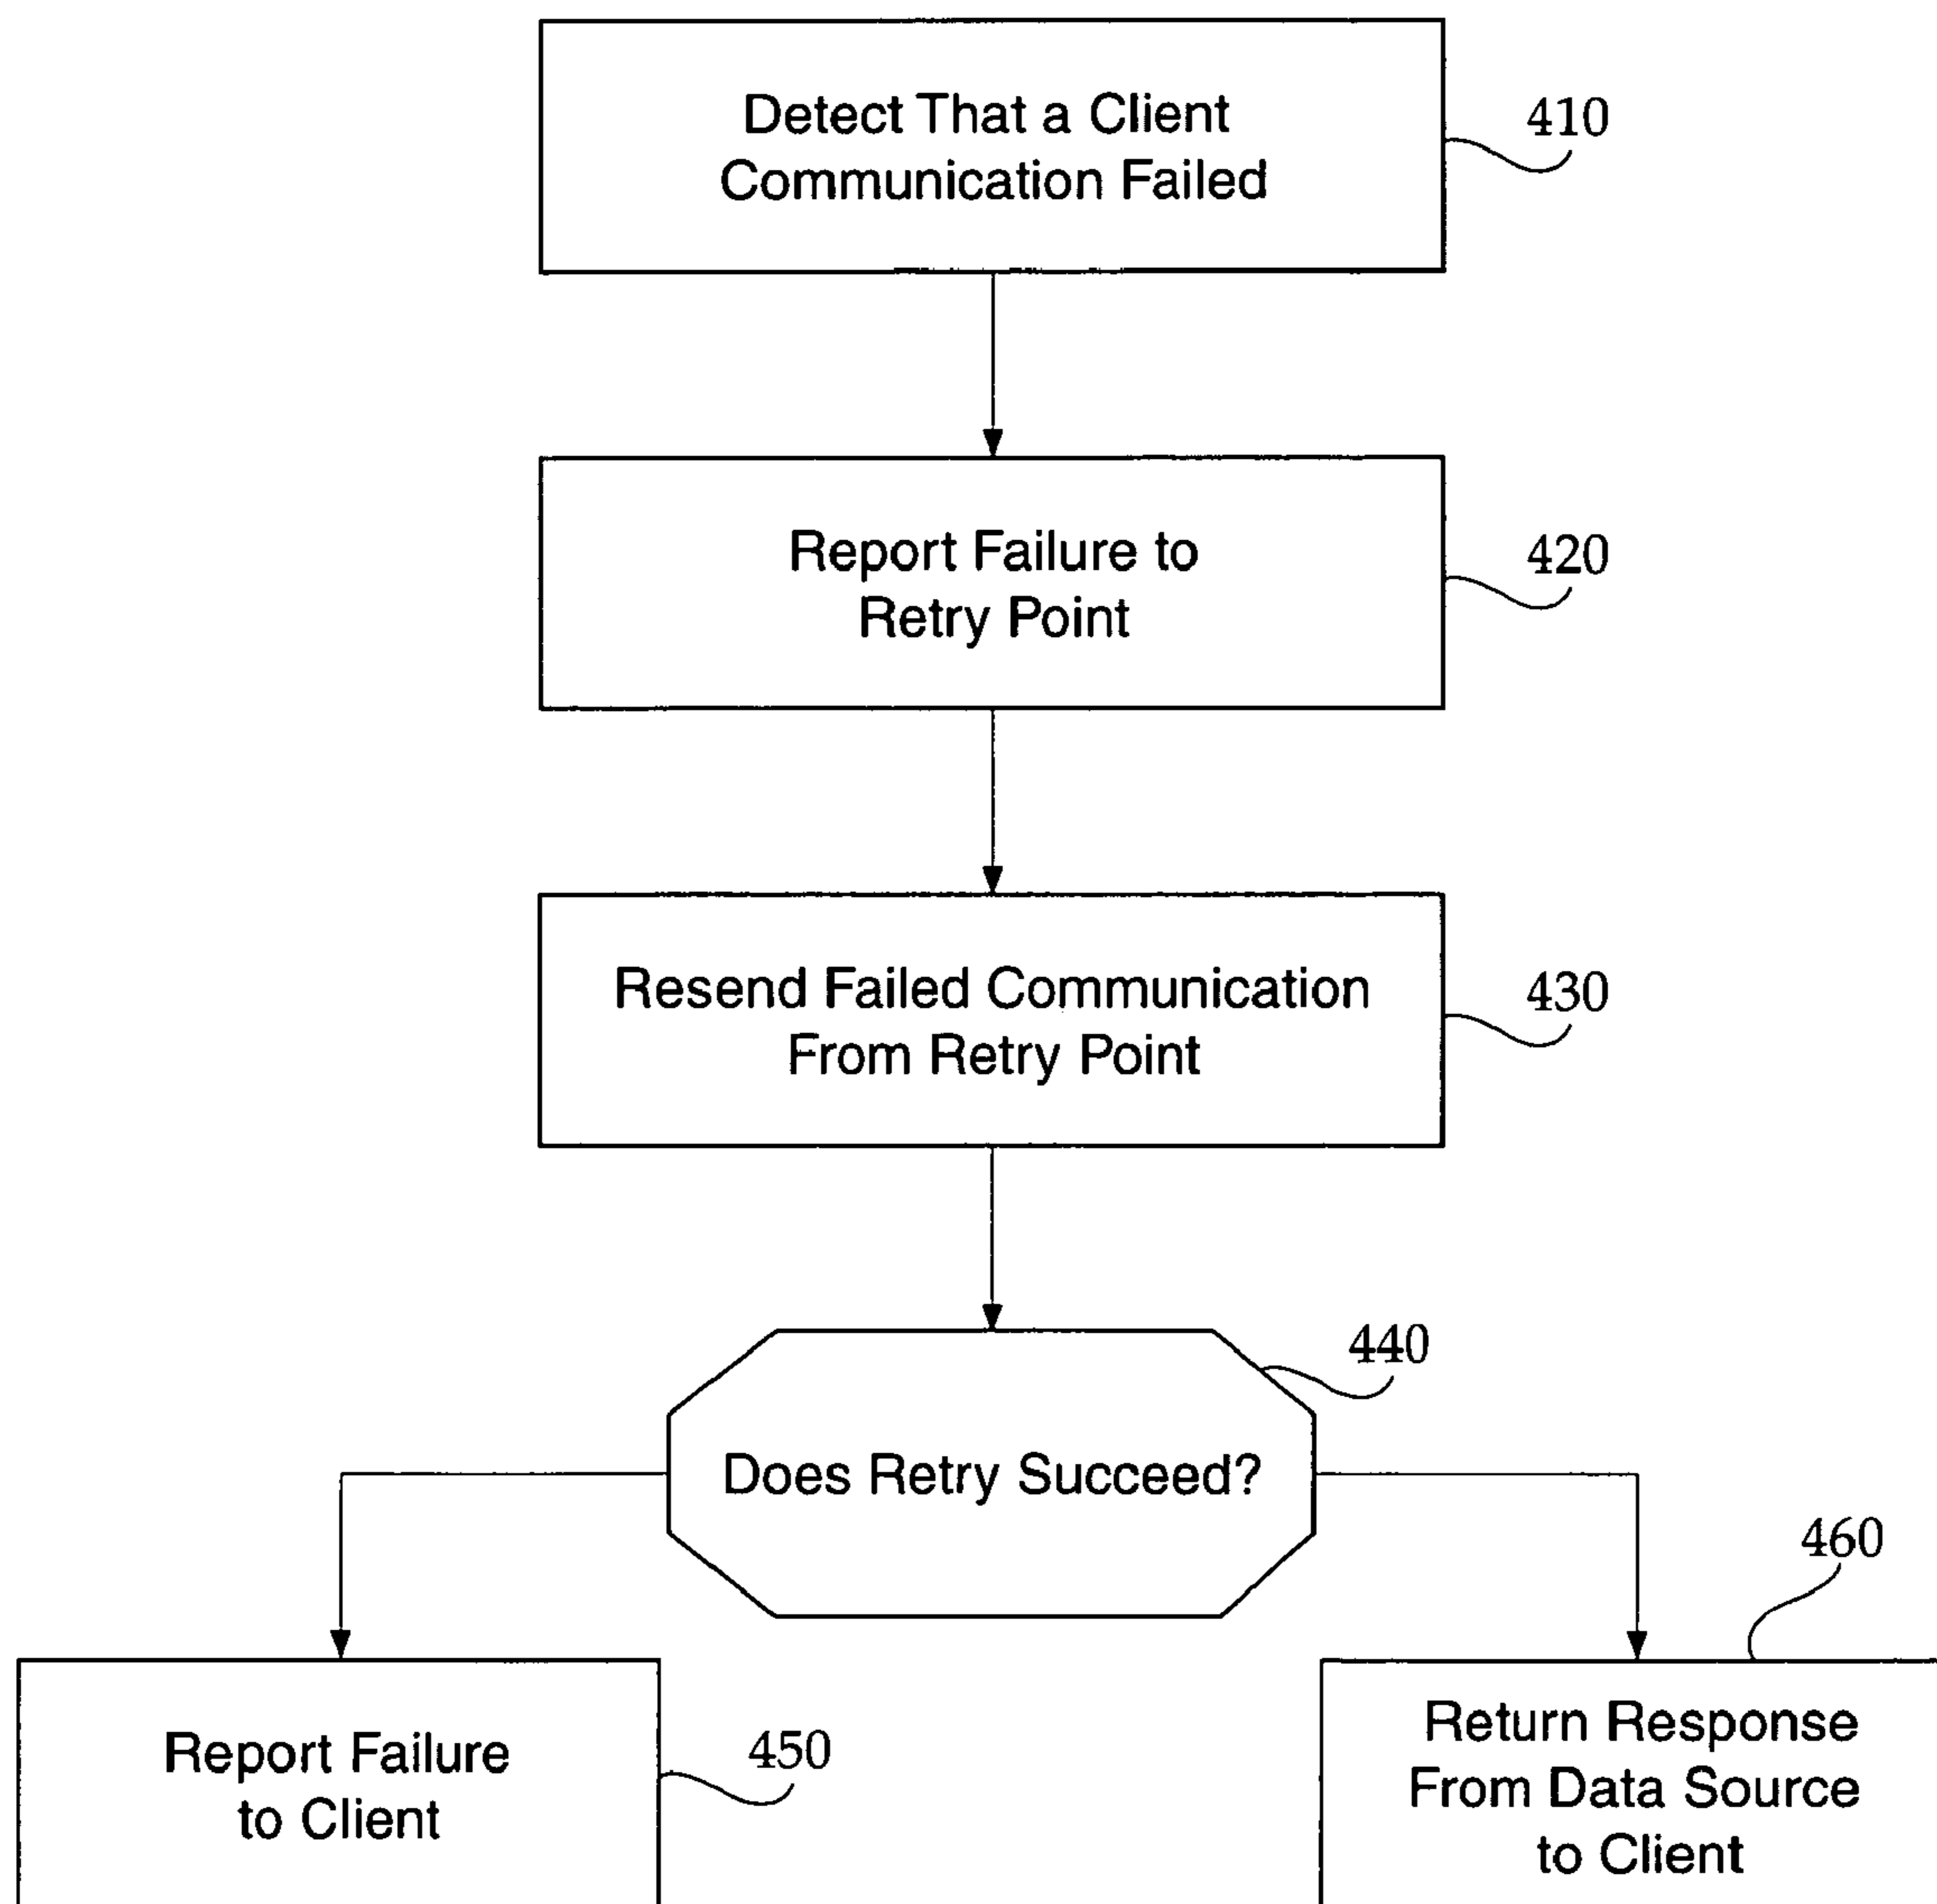 Detect That a Client
Communication Failed
410
Report Failure to
Retry Point
420
Resend Failed Communication
From Retry Point
430
440
Does Retry Succeed?
460
Report Failure
to Client
450
Return Response
From Data Source
to Client